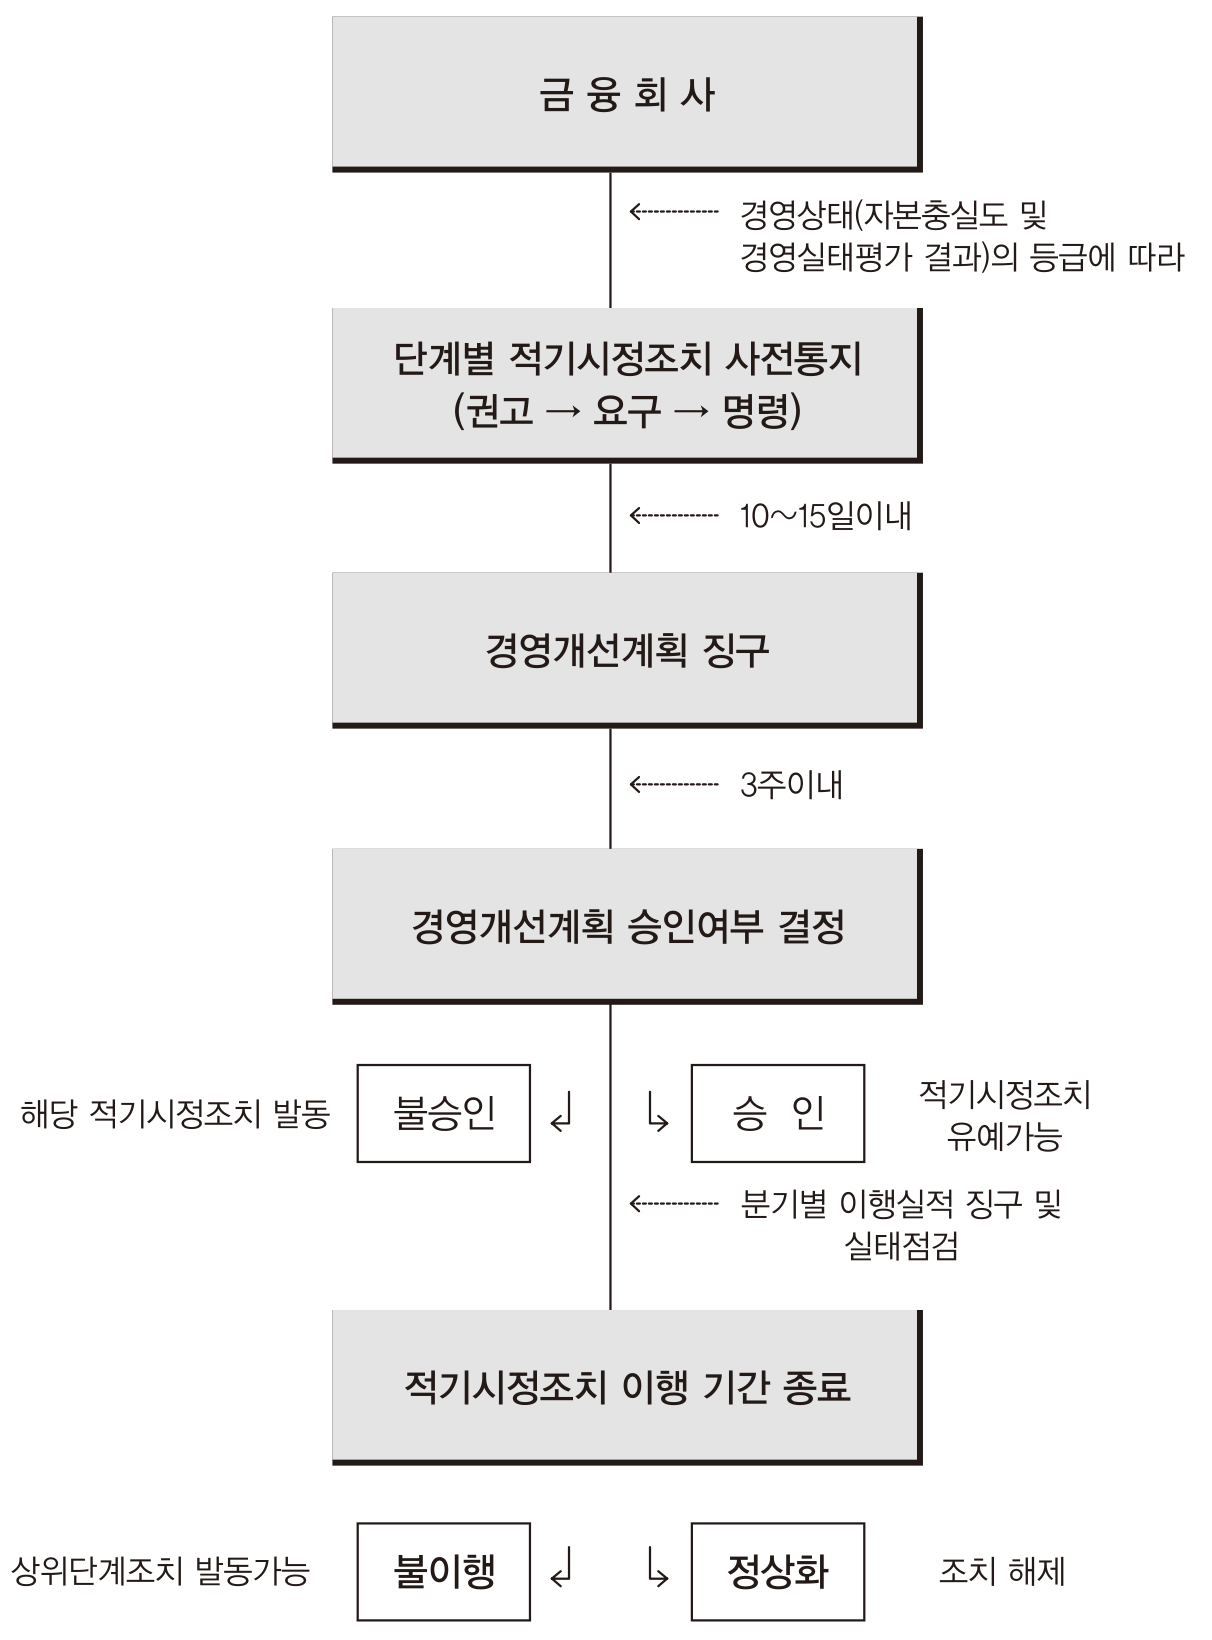 금 융 회 사
경영상태(자본충실도 및
경영실태평가 결과)의 등급에 따라
단계별 적기시정조치 사전통지
(권고 → 요구 → 명령)
10～15일이내
경영개선계획 징구
3주이내
경영개선계획 승인여부 결정
해당 적기시정조치 발동
불승인
승 인
적기시정조치
유예가능
분기별 이행실적 징구 및
실태점검
적기시정조치 이행 기간 종료
상위단계조치 발동가능
불이행
정상화
조치 해제